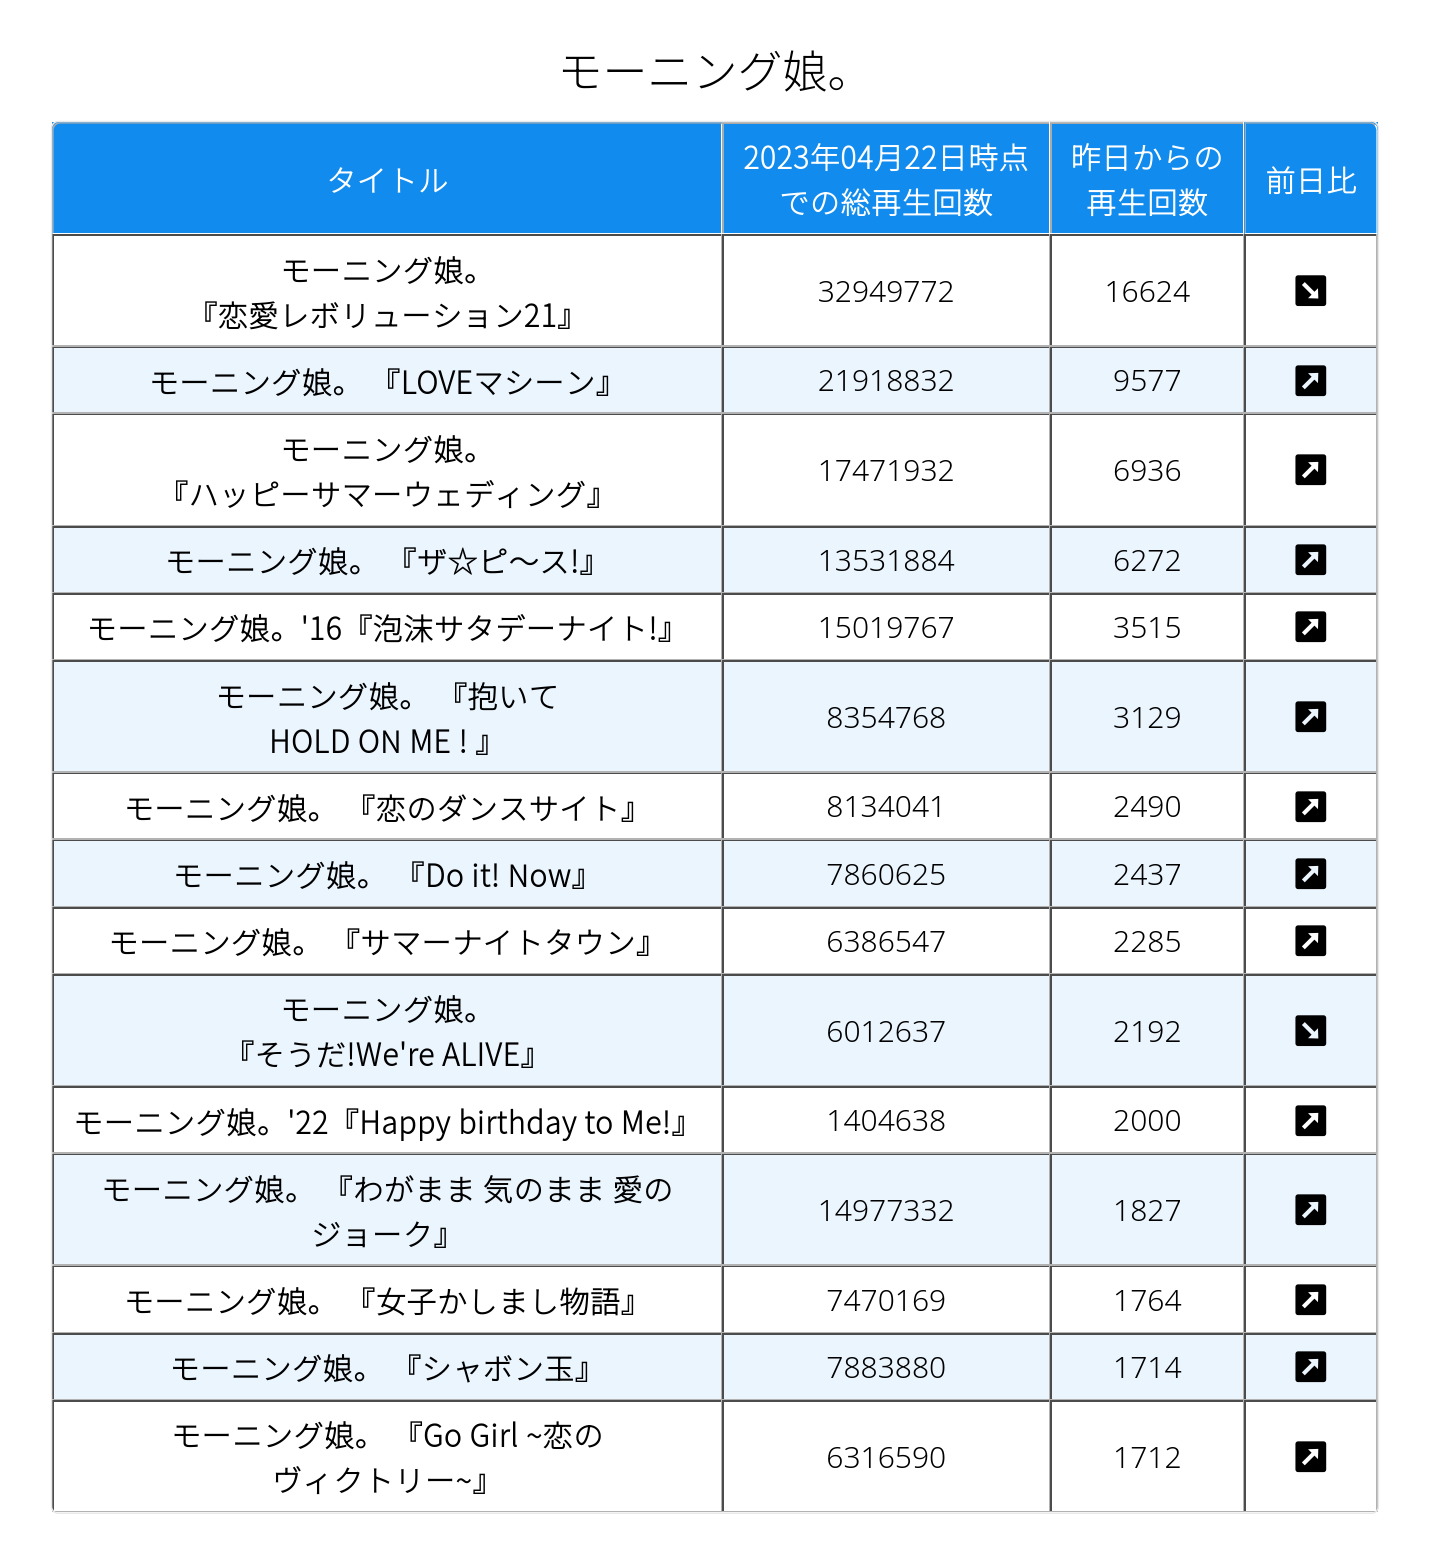 モーニング娘。
タイトル
2023年04月22日時点
での総再生回数
昨日からの
再生回数
前日比
モーニング娘。
『恋愛レボリューション21』
32949772
16624
モーニング娘。 『LOVEマシーン』
21918832
9577
モーニング娘。
『ハッピーサマーウェディング』
17471932
6936
モーニング娘。 『ザ☆ピ〜ス!』
13531884
6272
モーニング娘。'16『泡沫サタデーナイト!』
15019767
3515
モーニング娘。 『抱いて
HOLD ON ME ! 』
8354768
3129
モーニング娘。 『恋のダンスサイト』
8134041
2490
モーニング娘。 『Do it! Now』
7860625
2437
モーニング娘。 『サマーナイトタウン』
6386547
2285
モーニング娘。
『そうだ!We're ALIVE』
6012637
2192
モーニング娘。'22『Happy birthday to Me!』
1404638
2000
モーニング娘。 『わがまま 気のまま 愛の
ジョーク』
14977332
1827
モーニング娘。 『女子かしまし物語』
7470169
1764
モーニング娘。 『シャボン玉』
7883880
1714
モーニング娘。 『Go Girl ~恋の
ヴィクトリー~』
6316590
1712